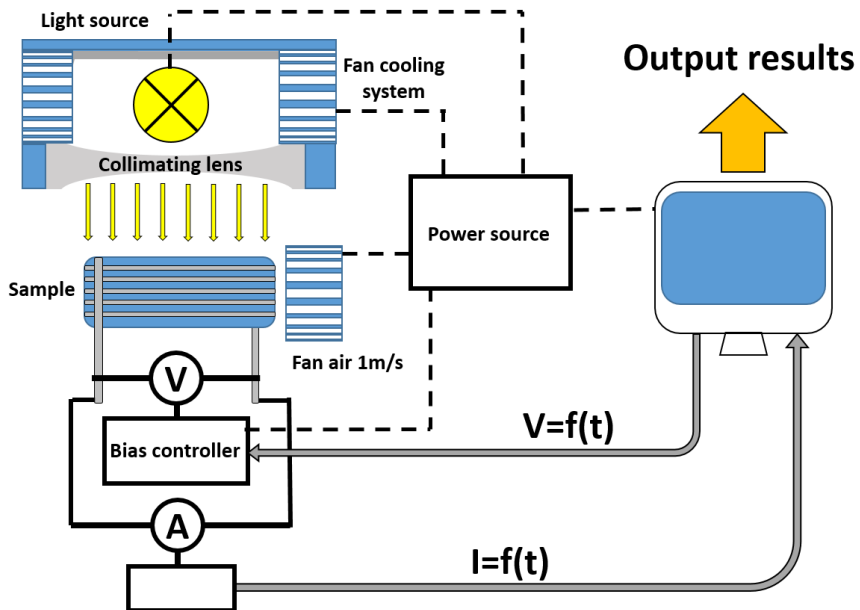 Light source
Output results
Fan cooling
system
Collimating lens
Power source
Sample
Fan air 1m/s
V
V=f(t)
Bias controller
A
I=f(t)